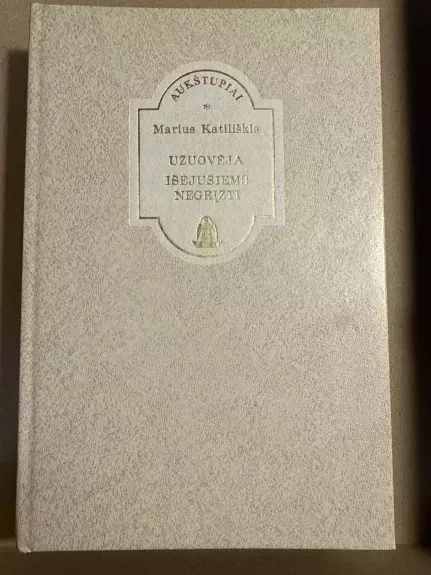 AUKŠTUPIAI
*
Marius Katiliškis
UŽUOVĖJA
IŠĖJUSIEMS
NEGRĮŽTI